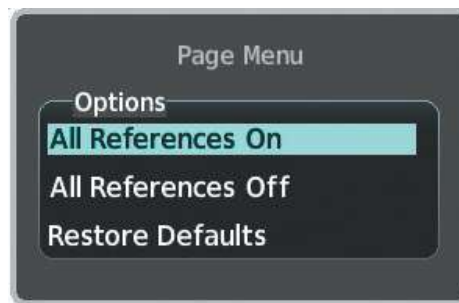 Page Menu
Options
All References On
All References Off
Restore Defaults